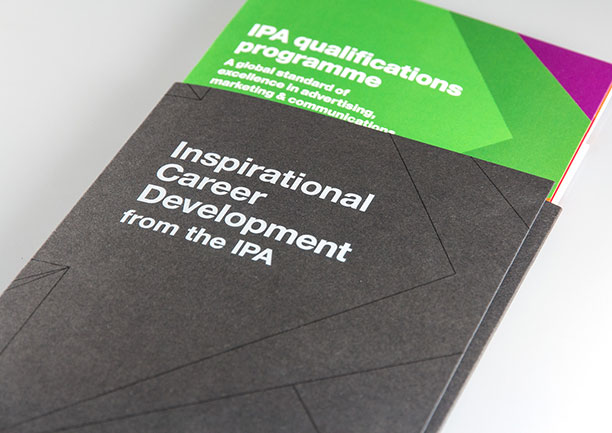 IPA qualifications
programme
A global standard of
excellence in advertising,
marketing & communications
Inspirational
Career
Development
from the IPA